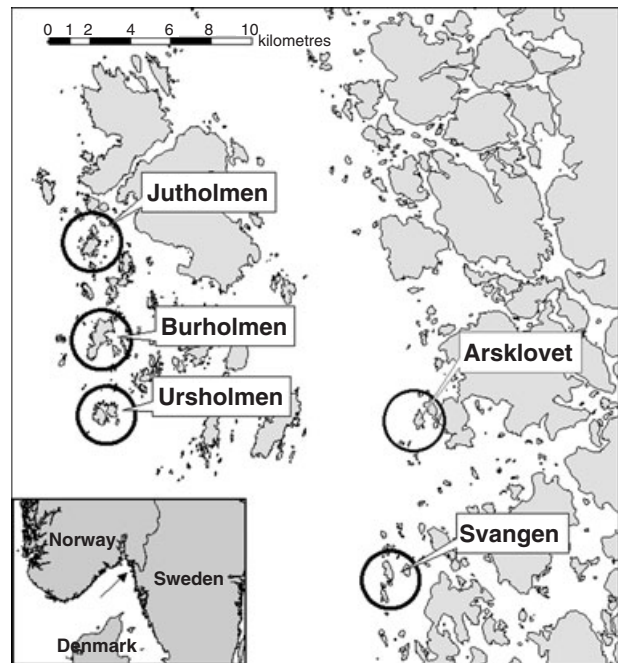 0 1 2 4 6 8 10
kilometres
Jutholmen
Burholmen
Ursholmen
Arsklovet
Svangen
Norway
Sweden
Denmark